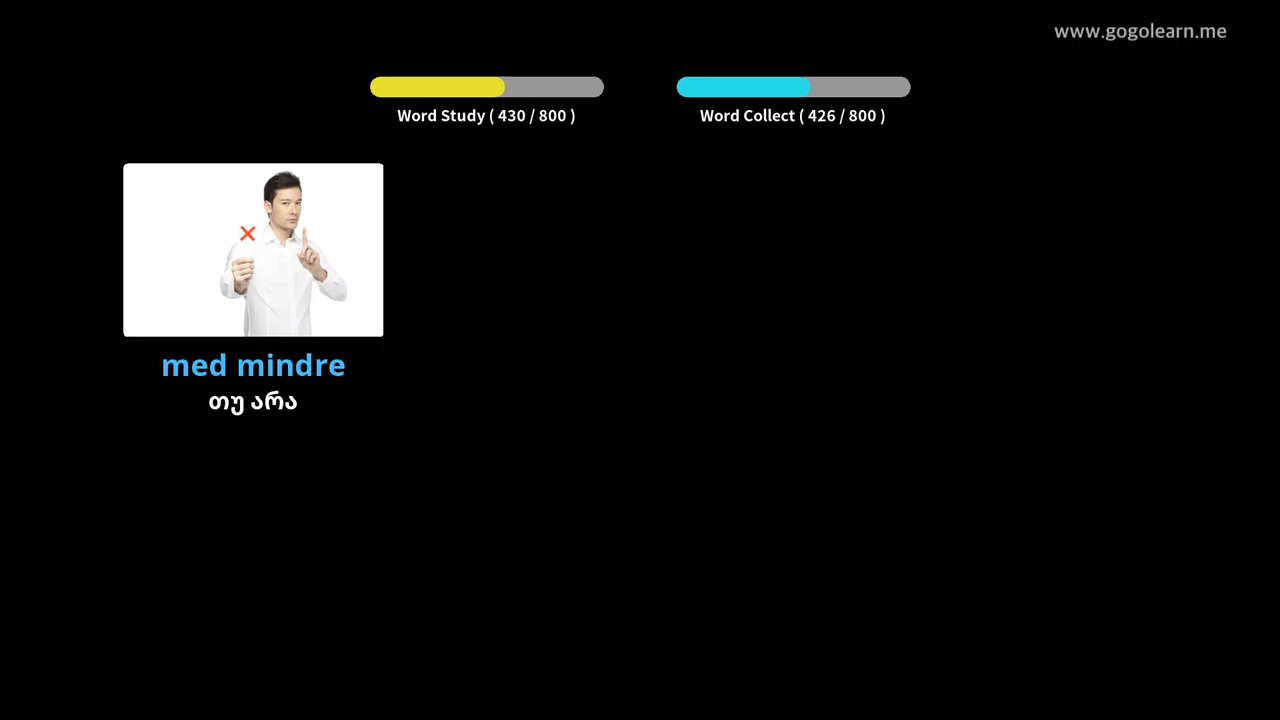 www.gogolearn.me
Word Study ( 430 / 800 )
Word Collect ( 426 / 800 )
med mindre
თუ არა